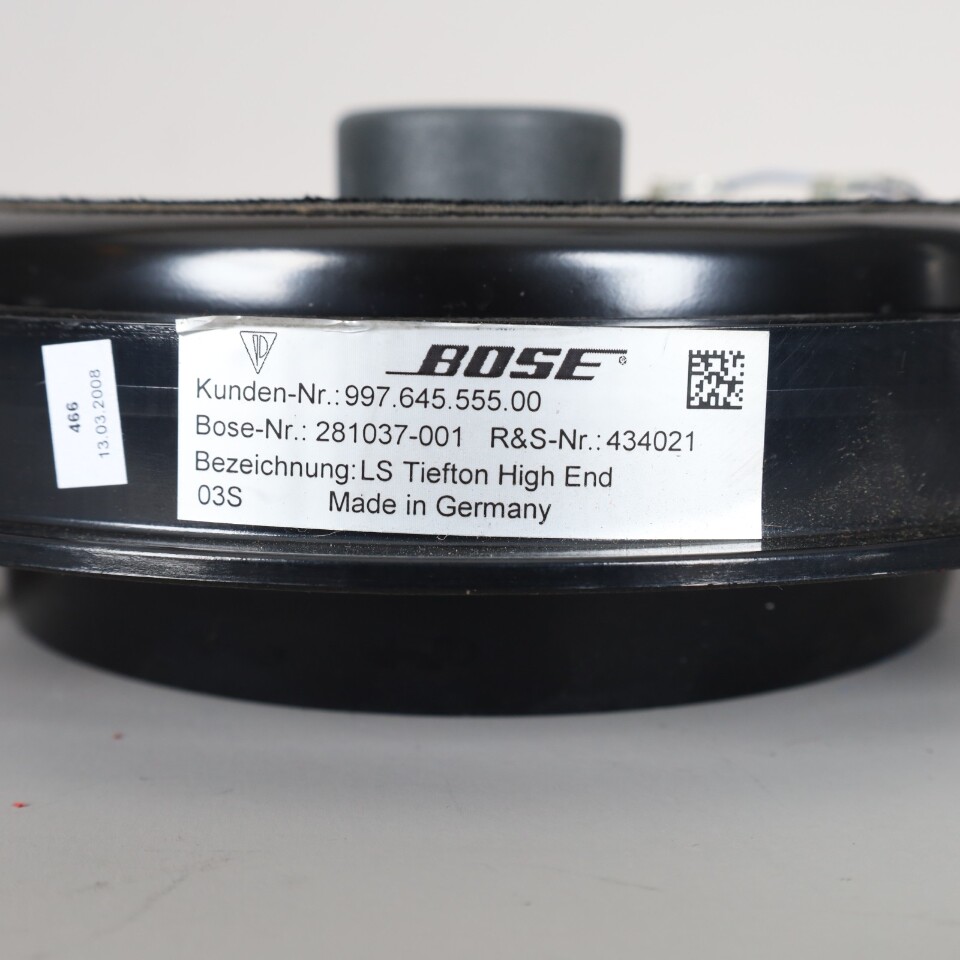 466
13.03.2008
BOSE®
Kunden-Nr.: 997.645.555.00
Bose-Nr.: 281037-001 R&S-Nr.: 434021
Bezeichnung: LS Tiefton High End
03S Made in Germany